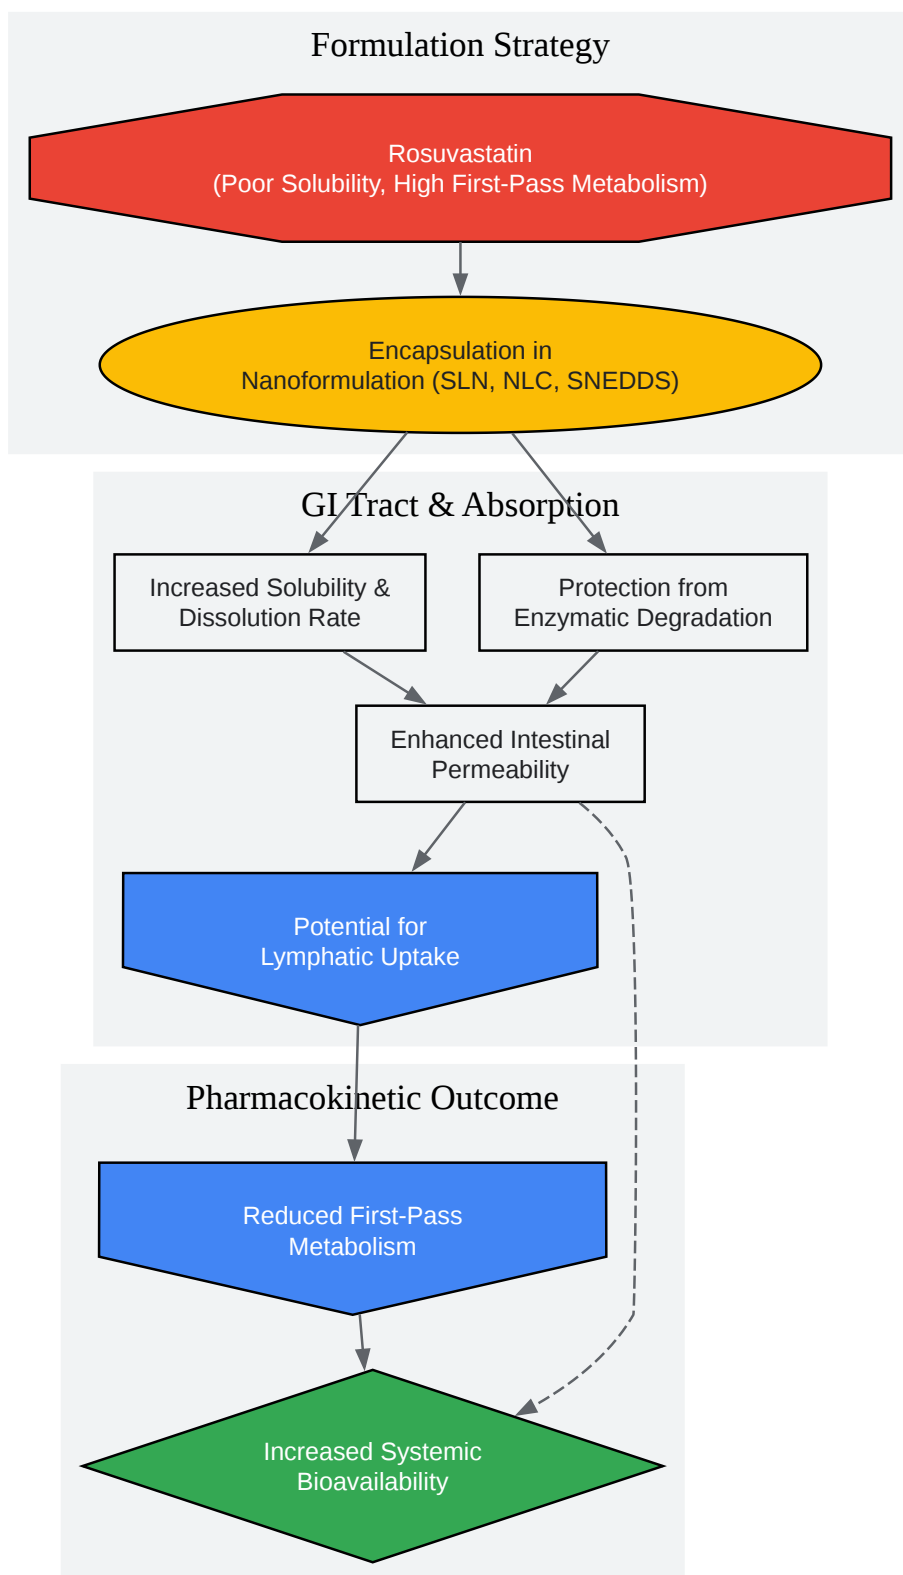 Formulation Strategy
Rosuvastatin
(Poor Solubility, High First-Pass Metabolism)
Encapsulation in
Nanoformulation (SLN, NLC, SNEDDS)
GI Tract & Absorption
Increased Solubility &
Dissolution Rate
Protection from
Enzymatic Degradation
Enhanced Intestinal
Permeability
Potential for
Lymphatic Uptake
Pharmacokinetic Outcome
Reduced First-Pass
Metabolism
Increased Systemic
Bioavailability